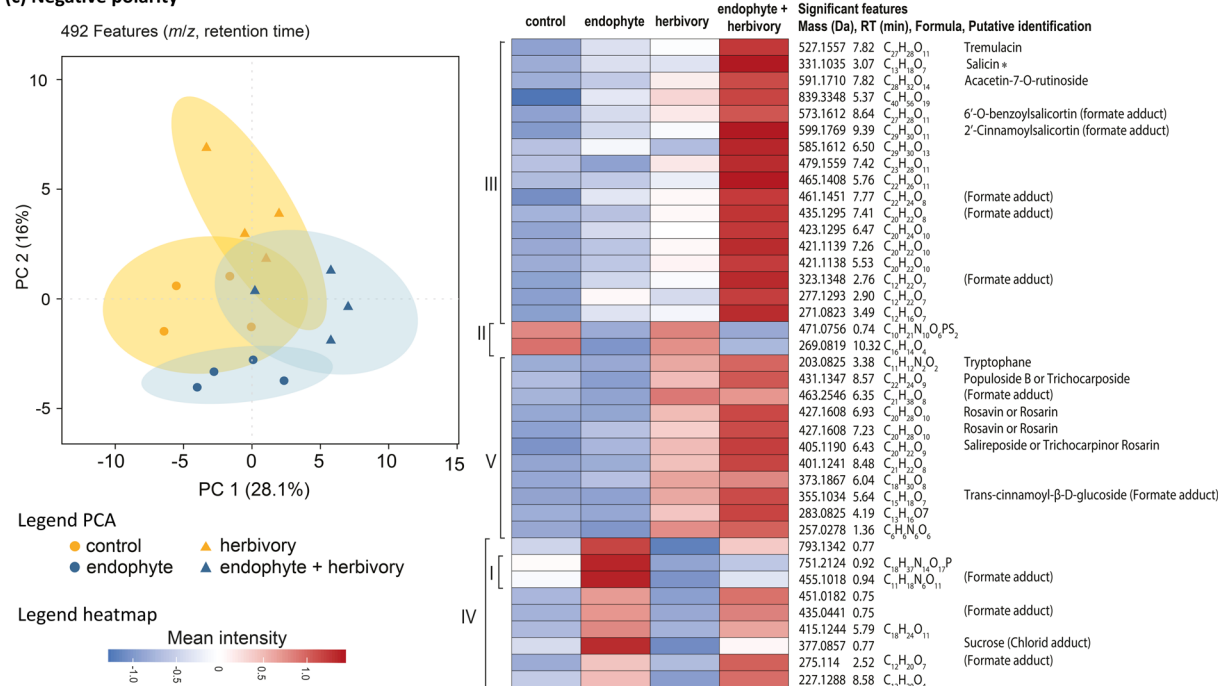 (c) Negative polarity
492 Features (m/z, retention time)
10
5
0
-5
PC 2 (16%)
-10 -5 0 5 10 15
PC 1 (28.1%)
Legend PCA
control herbivory
endophyte endophyte + herbivory
Legend heatmap
Mean intensity
-1.0 -0.5 0 0.5 1.0
control endophyte herbivory endophyte + herbivory
Significant features
Mass (Da), RT (min), Formula, Putative identification
III
II
V
I
IV
527.1557 7.82 C27H28O11 Tremulacin
331.1035 3.07 C13H18O7 Salicin *
591.1710 7.82 C28H32O14 Acacetin-7-O-rutinoside
839.3348 5.37 C40H56O19
573.1612 8.64 C27H28O11 6′-O-benzoylsalicortin (formate adduct)
599.1769 9.39 C29H30O11 2′-Cinnamoylsalicortin (formate adduct)
585.1612 6.50 C29H30O13
479.1559 7.42 C23H28O11
465.1408 5.76 C22H26O11
461.1451 7.77 C22H24O8 (Formate adduct)
435.1295 7.41 C20H22O8 (Formate adduct)
423.1295 6.47 C20H24O10
421.1139 7.26 C20H22O10
421.1138 5.53 C20H22O10
323.1348 2.76 C12H22O7 (Formate adduct)
277.1293 2.90 C12H22O7
271.0823 3.49 C12H16O7
471.0756 0.74 C10H21N10O6PS2
269.0819 10.32 C16H14O4
203.0825 3.38 C11H12N2O2 Tryptophane
431.1347 8.57 C22H24O9 Populoside B or Trichocarposide
463.2546 6.35 C21H38O8 (Formate adduct)
427.1608 6.93 C20H28O10 Rosavin or Rosarin
427.1608 7.23 C20H28O10 Rosavin or Rosarin
405.1190 6.43 C20H22O9 Salireposide or Trichocarpinor Rosarin
401.1241 8.48 C21H22O8
373.1867 6.04 C18H30O8
355.1034 5.64 C15H18O7 Trans-cinnamoyl-β-D-glucoside (Formate adduct)
283.0825 4.19 C13H16O7
257.0278 1.36 C6H6N6O6
793.1342 0.77
751.2124 0.92 C18H37N14O17P
455.1018 0.94 C11H18N6O11 (Formate adduct)
451.0182 0.75
435.0441 0.75 (Formate adduct)
415.1244 5.79 C18H24O11
377.0857 0.77 Sucrose (Chlorid adduct)
275.114 2.52 C12H20O7 (Formate adduct)
227.1288 8.58